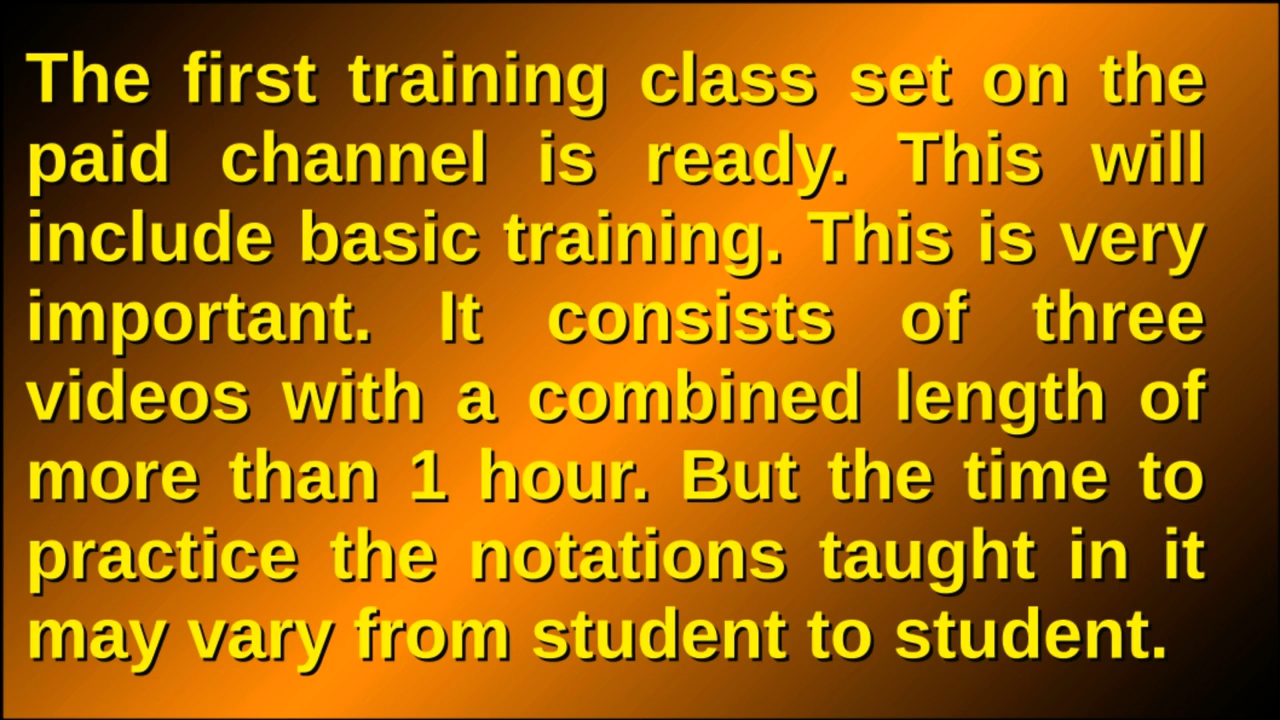 The first training class set on the
paid channel is ready. This will
include basic training. This is very
important. It consists of three
videos with a combined length of
more than 1 hour. But the time to
practice the notations taught in it
may vary from student to student.